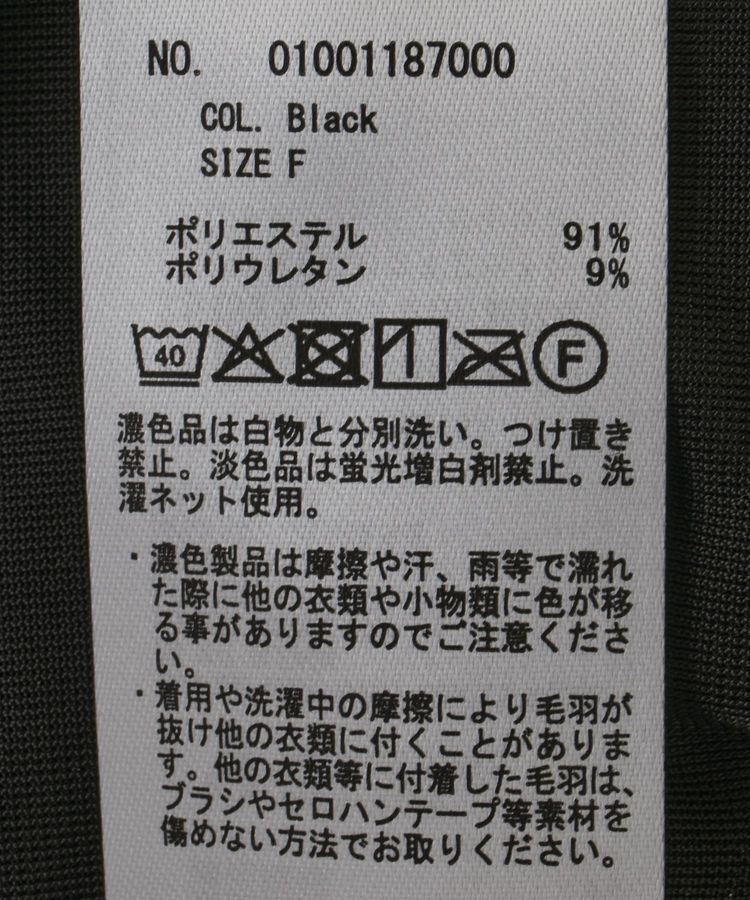 NO. 01001187000
COL. Black
SIZE F
ポリエステル 91%
ポリウレタン 9%
40 F
濃色品は白物と分別洗い。つけ置き
禁止。淡色品は蛍光増白剤禁止。洗
濯ネット使用。
・濃色製品は摩擦や汗、雨等で濡れ
た際に他の衣類や小物類に色が移
る事がありますのでご注意くださ
い。
・着用や洗濯中の摩擦により毛羽が
抜け他の衣類に付くことがありま
す。他の衣類等に付着した毛羽は、
ブラシやセロハンテープ等素材を
傷めない方法でお取りください。